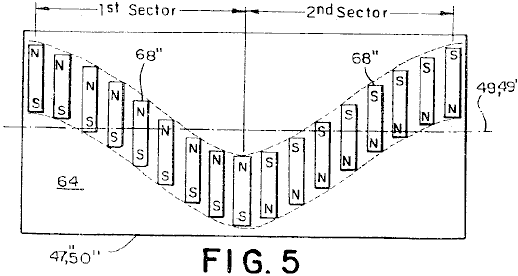 1st Sector 2nd Sector
68" 68"
N N N N N N N N N S S S S S S S S
49,49'
S S S S S S S S S N N N N N N N N
64
47",50"
FIG. 5